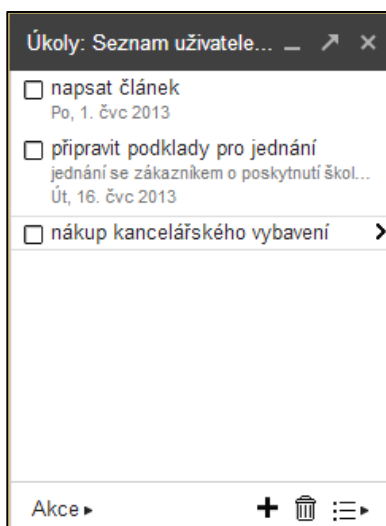 Úkoly: Seznam uživatele...
napsat článek
Po, 1. čvc 2013
připravit podklady pro jednání
jednání se zákazníkem o poskytnutí škol...
Út, 16. čvc 2013
nákup kancelářského vybavení
Akce